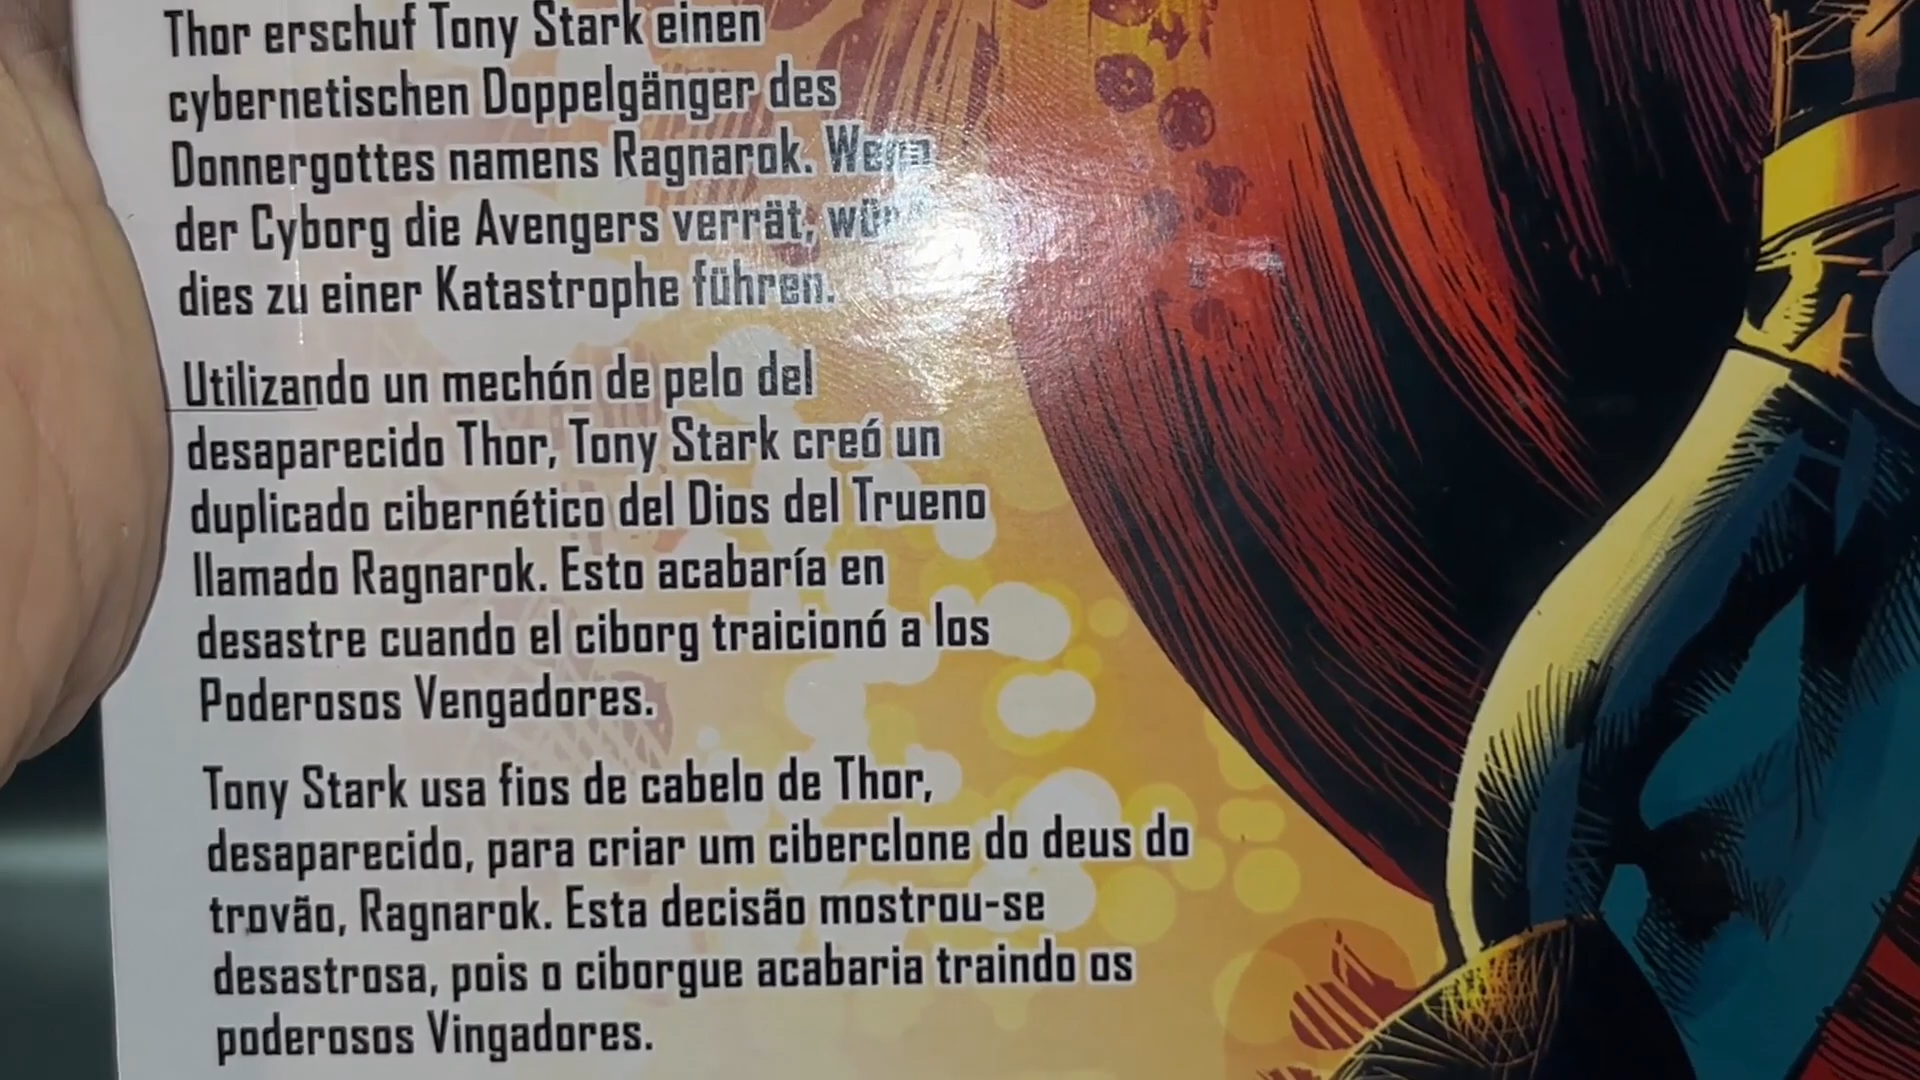 Thor erschuf Tony Stark einen
cybernetischen Doppelgänger des
Donnergottes namens Ragnarok. Wenn
der Cyborg die Avengers verrät,
dies zu einer Katastrophe führen.
Utilizando un mechón de pelo del
desaparecido Thor, Tony Stark creó un
duplicado cibernético del Dios del Trueno
llamado Ragnarok. Esto acabaría en
desastre cuando el ciborg traicionó a los
Poderosos Vengadores.
Tony Stark usa fios de cabelo de Thor,
desaparecido, para criar um ciberclone do deus do
trovão, Ragnarok. Esta decisão mostrou-se
desastrosa, pois o ciborgue acabaria traindo os
poderosos Vingadores.